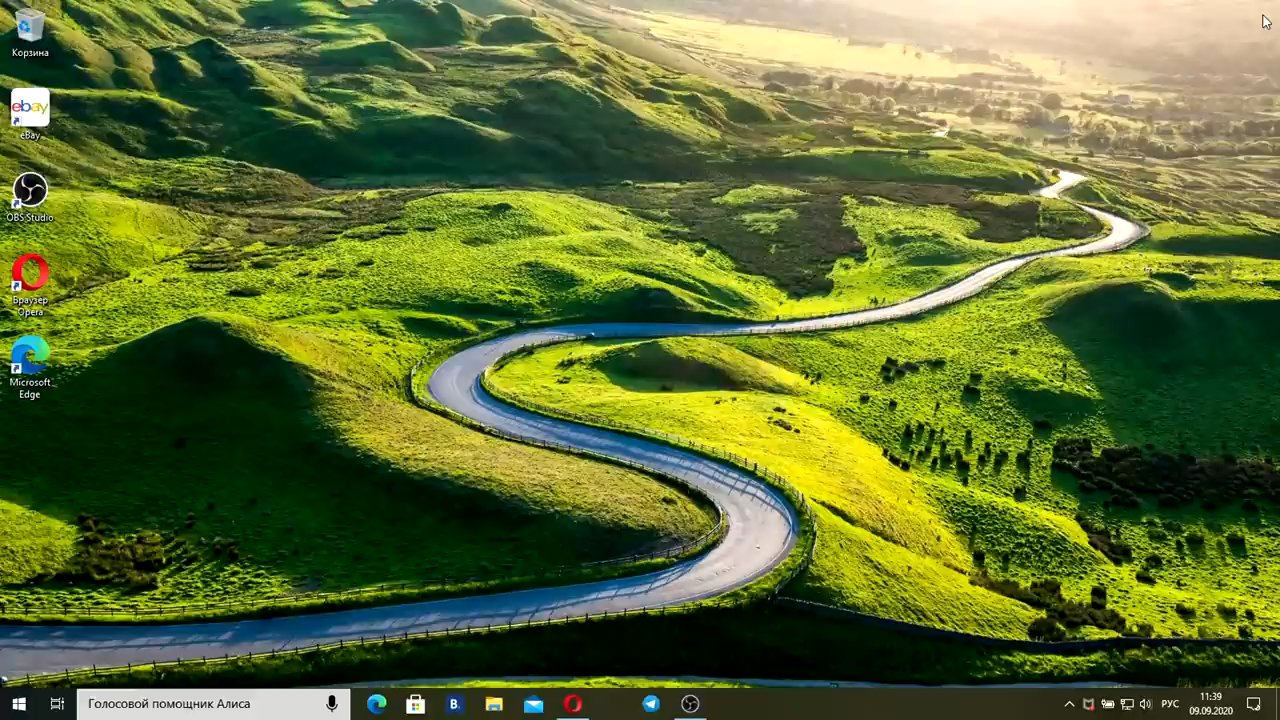 Корзина
ebay
eBay
OBS Studio
Браузер
Opera
Microsoft
Edge
Голосовой помощник Алиса
B.
РУС
11:39
09.09.2020